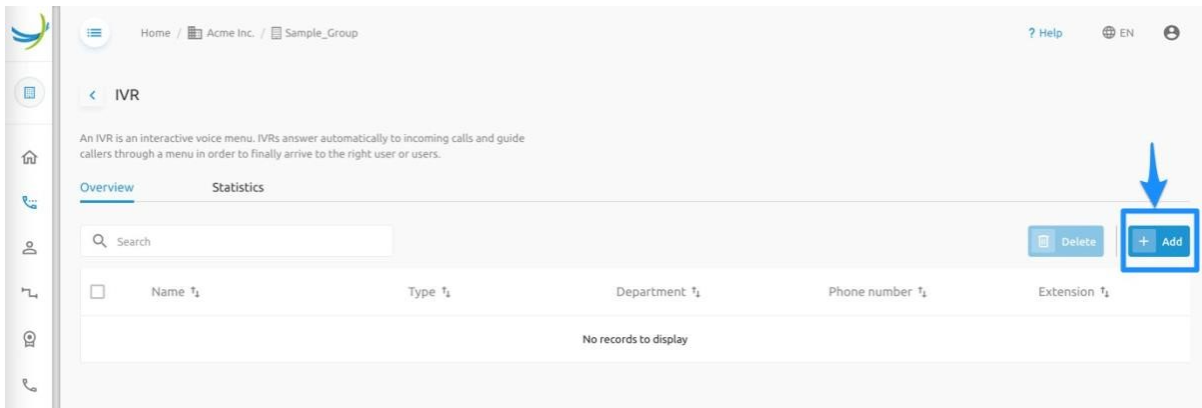 Home / Acme Inc. / Sample_Group
? Help
EN
IVR
An IVR is an interactive voice menu. IVRs answer automatically to incoming calls and guide
callers through a menu in order to finally arrive to the right user or users.
Overview Statistics
Search
Delete
+ Add
Name Type Department Phone number Extension
No records to display